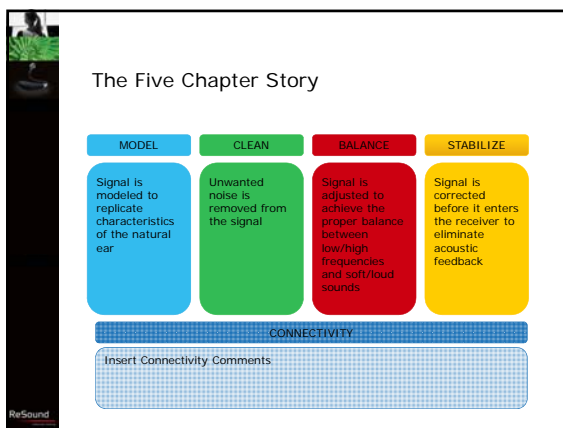 The Five Chapter Story
MODEL
CLEAN
BALANCE
STABILIZE
Signal is
modeled to
replicate
characteristics
of the natural
ear
Unwanted
noise is
removed from
the signal
Signal is
adjusted to
achieve the
proper balance
between
low/high
frequencies
and soft/loud
sounds
Signal is
corrected
before it enters
the receiver to
eliminate
acoustic
feedback
CONNECTIVITY
Insert Connectivity Comments
ReSound